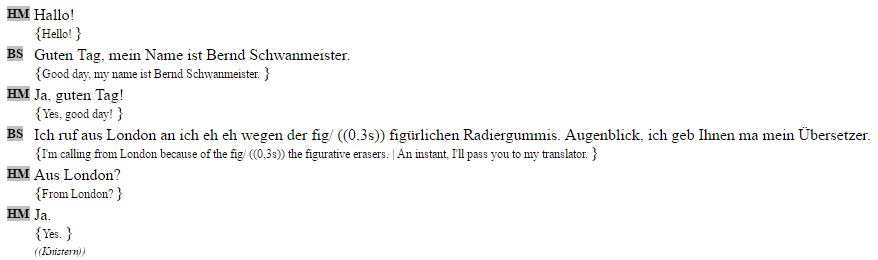 HM Hallo!
{Hello! }
BS Guten Tag, mein Name ist Bernd Schwanmeister.
{Good day, my name ist Bernd Schwanmeister. }
HM Ja, guten Tag!
{Yes, good day! }
BS Ich ruf aus London an ich eh eh wegen der fig/ ((0,3s)) figürlichen Radiergummis. Augenblick, ich geb Ihnen ma mein Übersetzer.
{I'm calling from London because of the fig/ ((0,3s)) the figurative erasers. | An instant, I'll pass you to my translator. }
HM Aus London?
{From London? }
HM Ja.
{Yes. }
((Knistern))